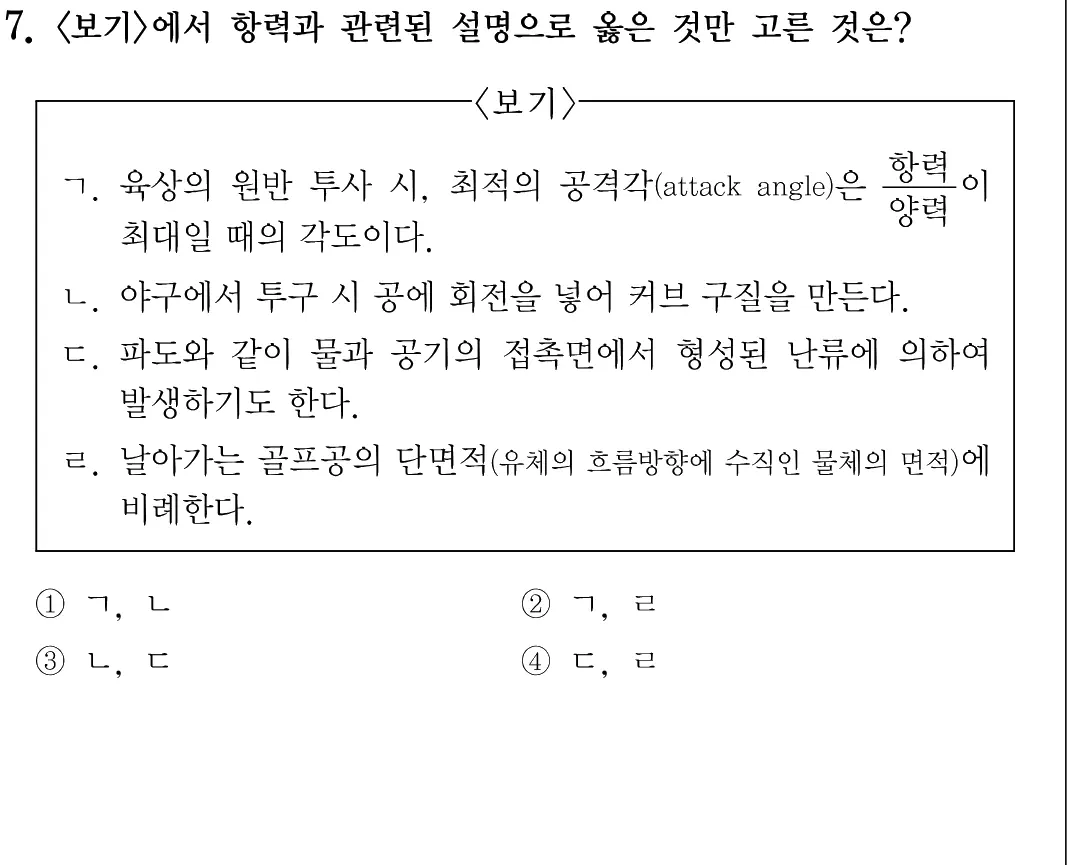 7. 〈보기〉에서 항력과 관련된 설명으로 옳은 것만 고른 것은?
〈보기〉
ㄱ. 육상의 원반 투사 시, 최적의 공격각(attack angle)은 항력/양력이
최대일 때의 각도이다.
ㄴ. 야구에서 투구 시 공에 회전을 넣어 커브 구질을 만든다.
ㄷ. 파도와 같이 물과 공기의 접촉면에서 형성된 난류에 의하여
발생하기도 한다.
ㄹ. 날아가는 골프공의 단면적(유체의 흐름방향에 수직인 물체의 면적)에
비례한다.
① ㄱ, ㄴ ② ㄱ, ㄹ
③ ㄴ, ㄷ ④ ㄷ, ㄹ